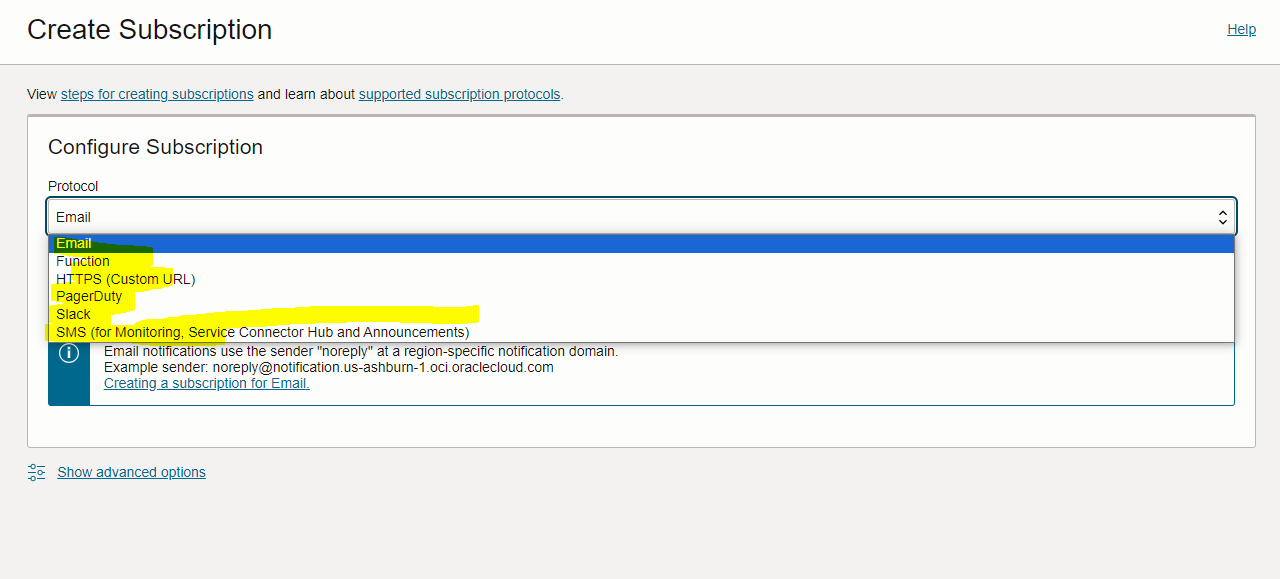 Create Subscription
Help
View steps for creating subscriptions and learn about supported subscription protocols.
Configure Subscription
Protocol
Email
Email
Function
HTTPS (Custom URL)
PagerDuty
Slack
SMS (for Monitoring, Service Connector Hub and Announcements)
Email notifications use the sender "noreply" at a region-specific notification domain.
Example sender: noreply@notification.us-ashburn-1.oci.oraclecloud.com
Creating a subscription for Email.
Show advanced options